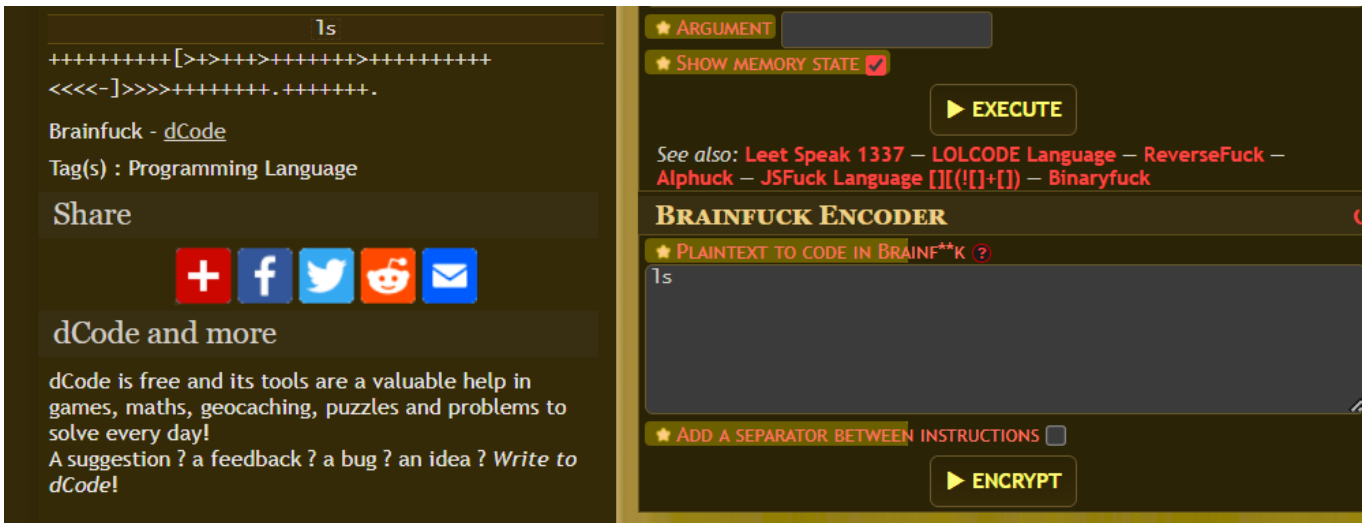 ls
++++++++++[>+>+++>+++++++>++++++++++
<<<<-]>>>>++++++++.+++++++.
Brainfuck - dCode
Tag(s) : Programming Language
Share
dCode and more
dCode is free and its tools are a valuable help in
games, maths, geocaching, puzzles and problems to
solve every day!
A suggestion ? a feedback ? a bug ? an idea ? Write to
dCode!
★ Argument
★ Show memory state
▶ EXECUTE
See also: Leet Speak 1337 — LOLCODE Language — ReverseFuck —
Alphuck — JSFuck Language [][(![]+[]) — Binaryfuck
Brainfuck Encoder
★ Plaintext to code in Brainf**k ?
ls
★ Add a separator between instructions
▶ ENCRYPT